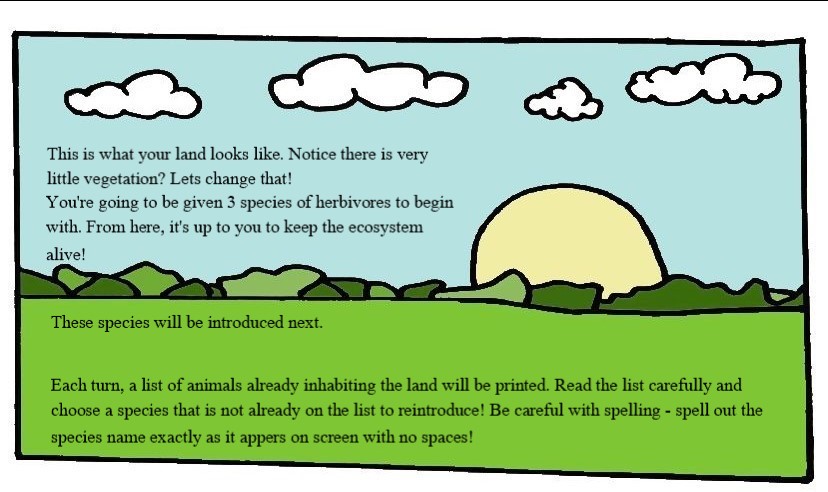 This is what your land looks like. Notice there is very
little vegetation? Lets change that!
You're going to be given 3 species of herbivores to begin
with. From here, it's up to you to keep the ecosystem
alive!
These species will be introduced next.
Each turn, a list of animals already inhabiting the land will be printed. Read the list carefully and
choose a species that is not already on the list to reintroduce! Be careful with spelling - spell out the
species name exactly as it appers on screen with no spaces!